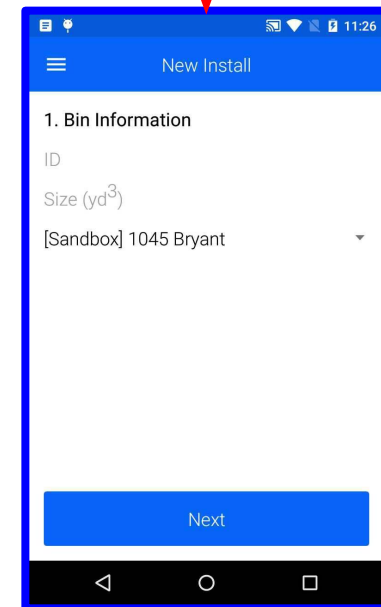 11:26
New Install
1. Bin Information
ID
Size (yd³)
[Sandbox] 1045 Bryant
Next